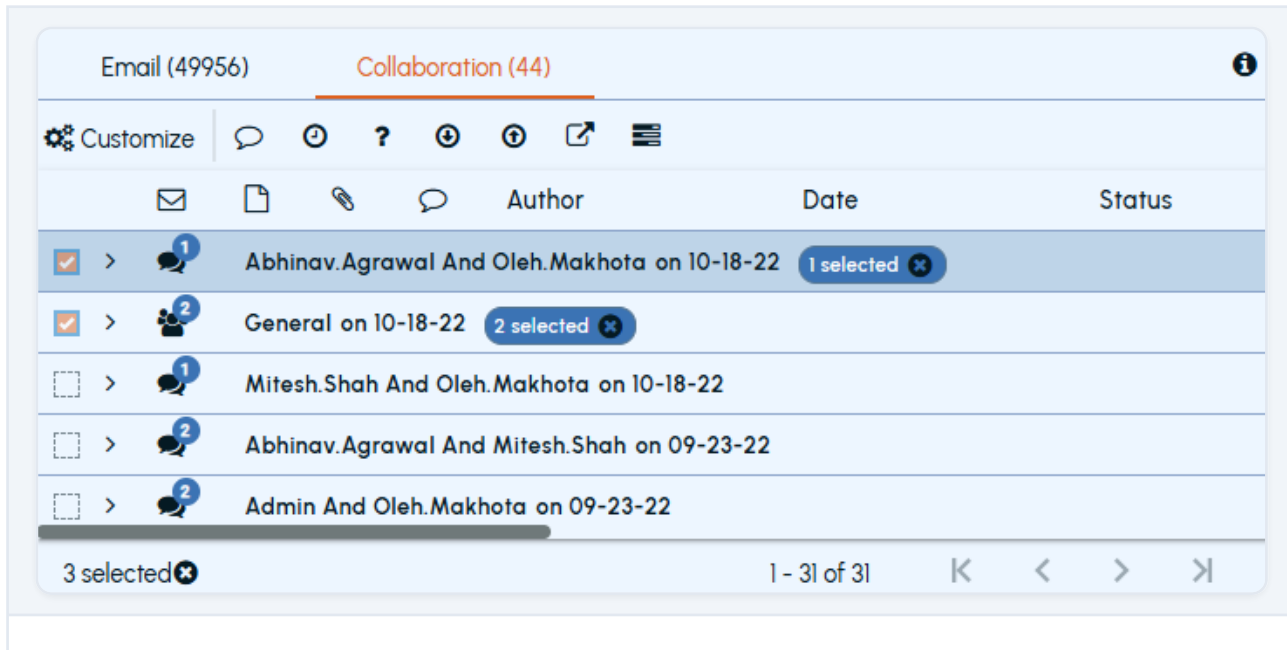 Email (49956) Collaboration (44)
Customize
Author Date Status
1 Abhinav.Agrawal And Oleh.Makhota on 10-18-22 1 selected
2 General on 10-18-22 2 selected
1 Mitesh.Shah And Oleh.Makhota on 10-18-22
2 Abhinav.Agrawal And Mitesh.Shah on 09-23-22
2 Admin And Oleh.Makhota on 09-23-22
3 selected 1 - 31 of 31